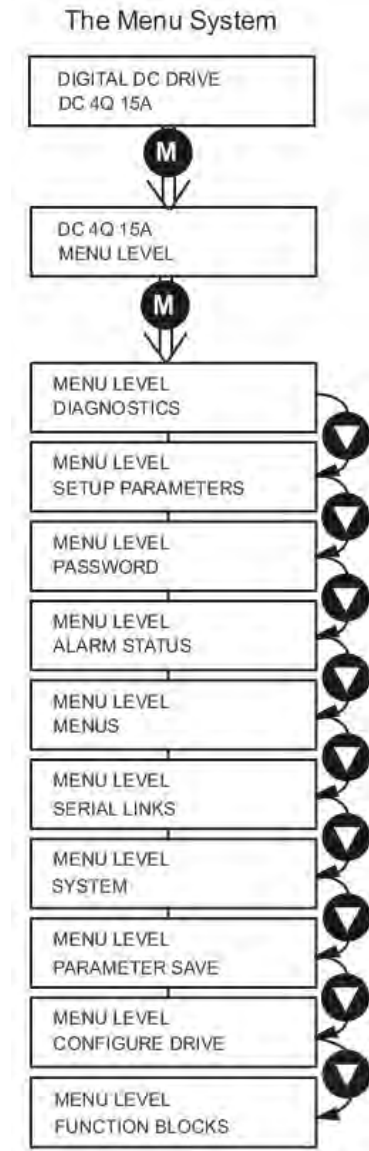 The Menu System
DIGITAL DC DRIVE
DC 4Q 15A
M
DC 4Q 15A
MENU LEVEL
M
MENU LEVEL
DIAGNOSTICS
MENU LEVEL
SETUP PARAMETERS
MENU LEVEL
PASSWORD
MENU LEVEL
ALARM STATUS
MENU LEVEL
MENUS
MENU LEVEL
SERIAL LINKS
MENU LEVEL
SYSTEM
MENU LEVEL
PARAMETER SAVE
MENU LEVEL
CONFIGURE DRIVE
MENU LEVEL
FUNCTION BLOCKS